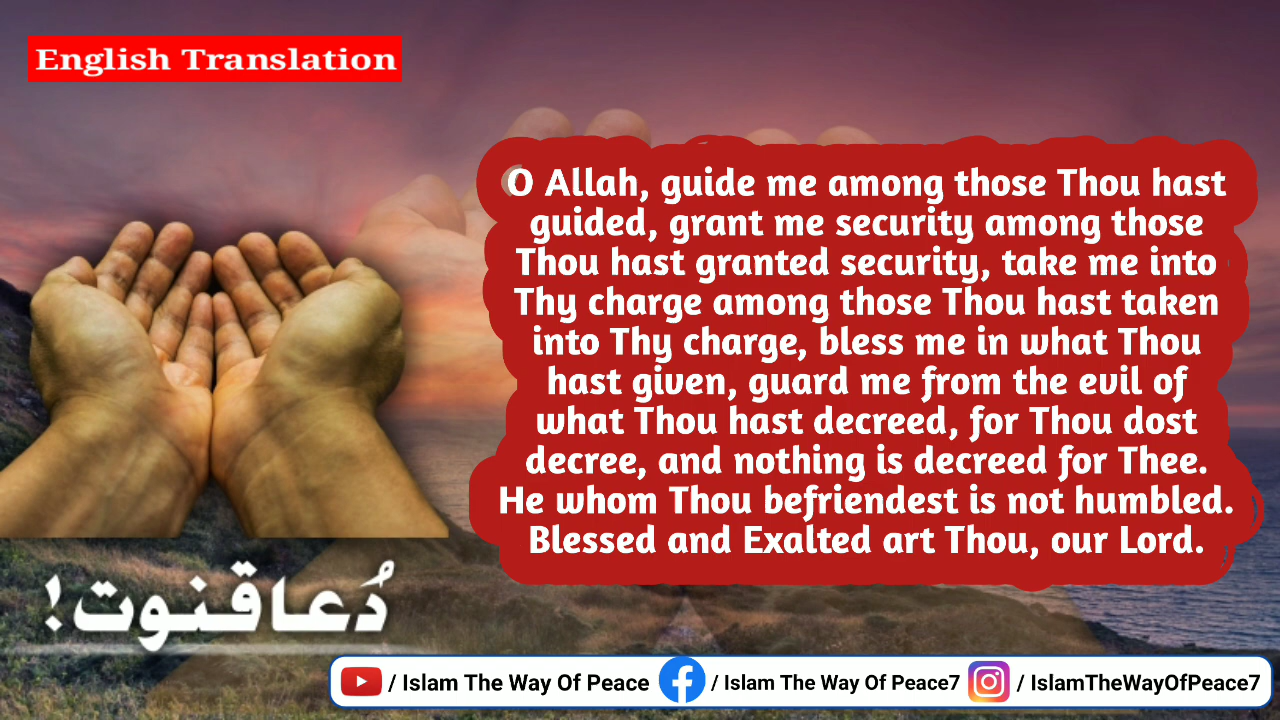 English Translation
O Allah, guide me among those Thou hast
guided, grant me security among those
Thou hast granted security, take me into
Thy charge among those Thou hast taken
into Thy charge, bless me in what Thou
hast given, guard me from the evil of
what Thou hast decreed, for Thou dost
decree, and nothing is decreed for Thee.
He whom Thou befriendest is not humbled.
Blessed and Exalted art Thou, our Lord.
دُعا قنوت!
/ Islam The Way Of Peace / Islam The Way Of Peace7 / IslamTheWayOfPeace7